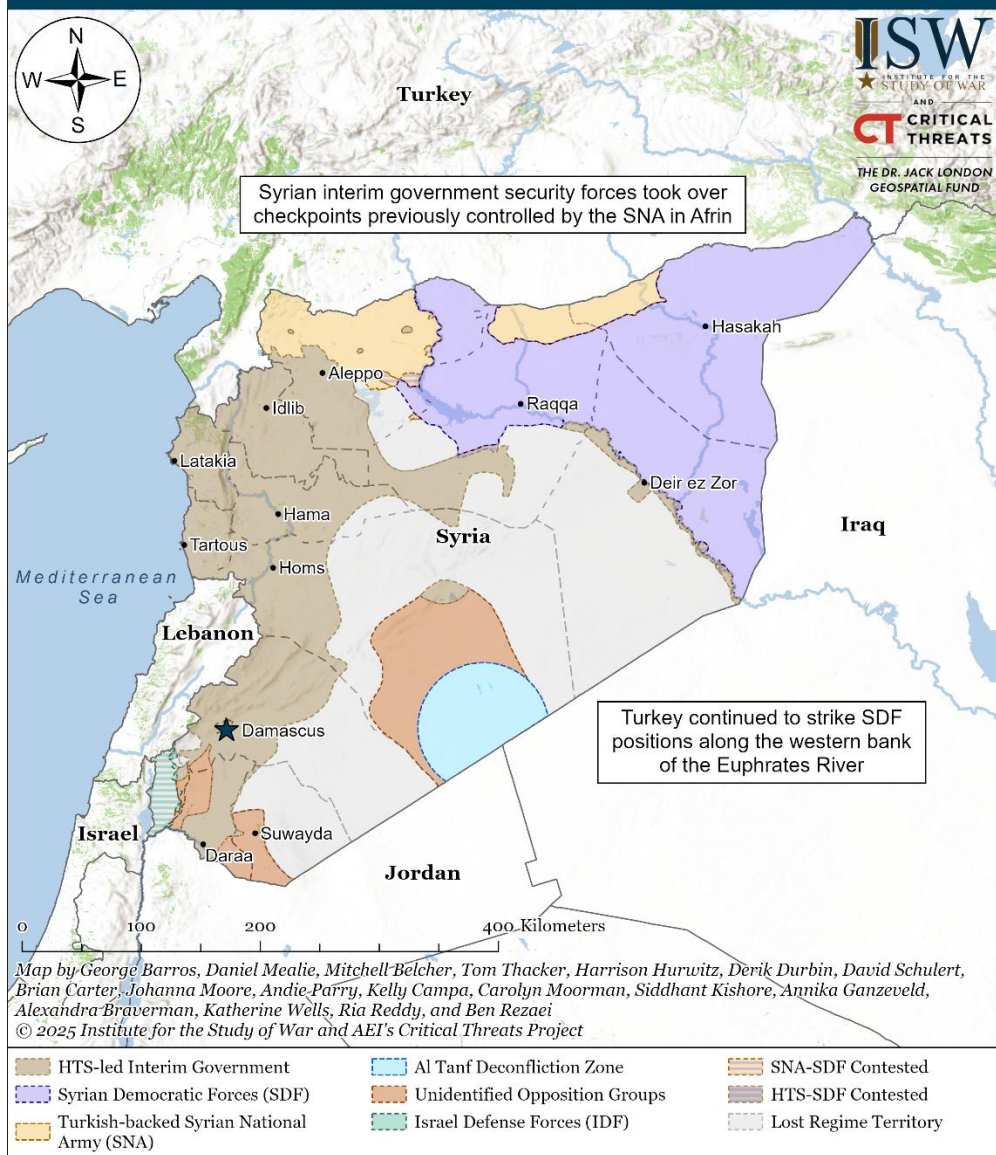 N
W E
S
ISW
INSTITUTE FOR THE
STUDY OF WAR
AND
CT CRITICAL
THREATS
THE DR. JACK LONDON
GEOSPATIAL FUND
Turkey
Syrian interim government security forces took over
checkpoints previously controlled by the SNA in Afrin
Hasakah
Aleppo
Idlib
Raqqa
Latakia
Deir ez Zor
Hama
Syria
Iraq
Tartous
Homs
Mediterranean
Sea
Lebanon
Damascus
Turkey continued to strike SDF
positions along the western bank
of the Euphrates River
Israel
Suwayda
Daraa
Jordan
0 100 200 400 Kilometers
Map by George Barros, Daniel Mealie, Mitchell Belcher, Tom Thacker, Harrison Hurwitz, Derik Durbin, David Schulert,
Brian Carter, Johanna Moore, Andie Parry, Kelly Campa, Carolyn Moorman, Siddhant Kishore, Annika Ganzeveld,
Alexandra Braverman, Katherine Wells, Ria Reddy, and Ben Rezaei
© 2025 Institute for the Study of War and AEI's Critical Threats Project
HTS-led Interim Government
Syrian Democratic Forces (SDF)
Turkish-backed Syrian National
Army (SNA)
Al Tanf Deconfliction Zone
Unidentified Opposition Groups
Israel Defense Forces (IDF)
SNA-SDF Contested
HTS-SDF Contested
Lost Regime Territory